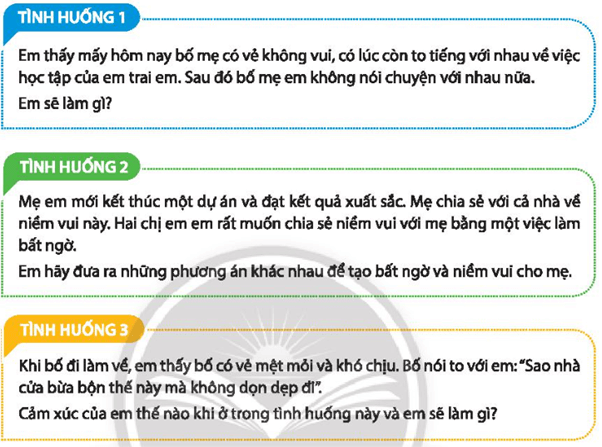 TÌNH HUỐNG 1
Em thấy mấy hôm nay bố mẹ có vẻ không vui, có lúc còn to tiếng với nhau về việc
học tập của em trai em. Sau đó bố mẹ em không nói chuyện với nhau nữa.
Em sẽ làm gì?
TÌNH HUỐNG 2
Mẹ em mới kết thúc một dự án và đạt kết quả xuất sắc. Mẹ chia sẻ với cả nhà về
niềm vui này. Hai chị em em rất muốn chia sẻ niềm vui với mẹ bằng một việc làm
bất ngờ.
Em hãy đưa ra những phương án khác nhau để tạo bất ngờ và niềm vui cho mẹ.
TÌNH HUỐNG 3
Khi bố đi làm về, em thấy bố có vẻ mệt mỏi và khó chịu. Bố nói to với em: “Sao nhà
cửa bừa bộn thế này mà không dọn dẹp đi”.
Cảm xúc của em thế nào khi ở trong tình huống này và em sẽ làm gì?